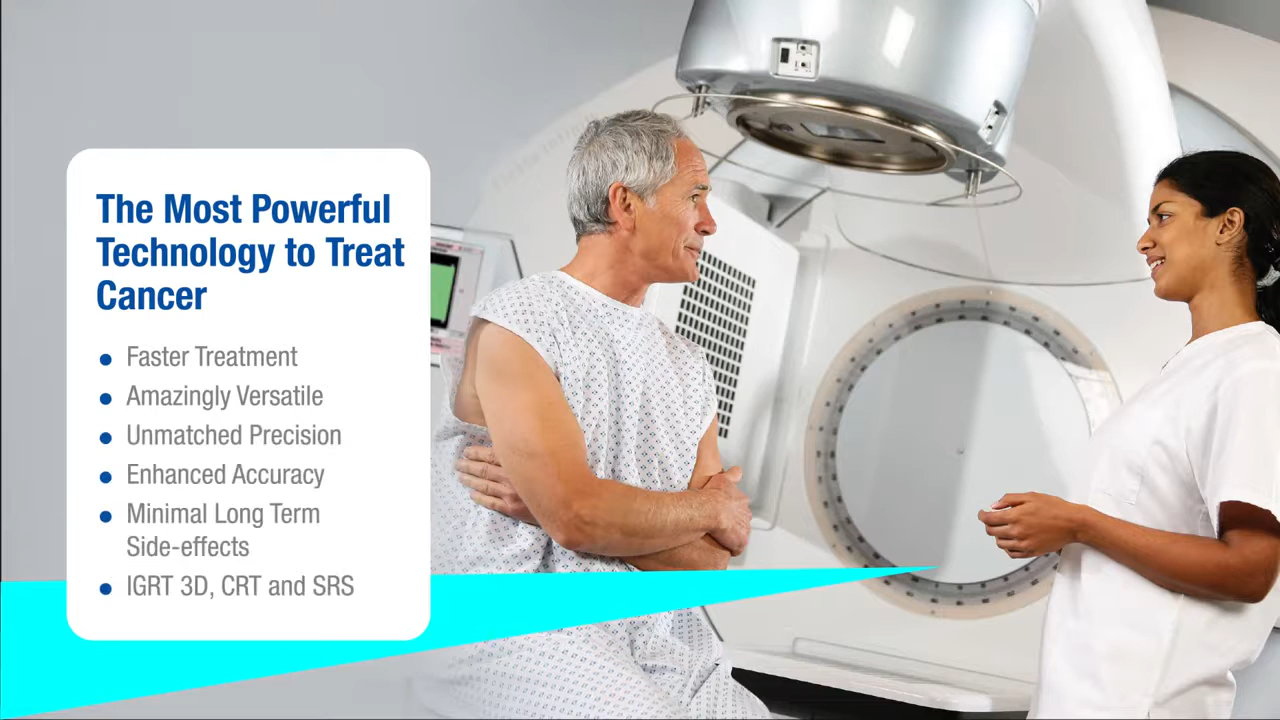 The Most Powerful
Technology to Treat
Cancer
Faster Treatment
Amazingly Versatile
Unmatched Precision
Enhanced Accuracy
Minimal Long Term
Side-effects
IGRT 3D, CRT and SRS